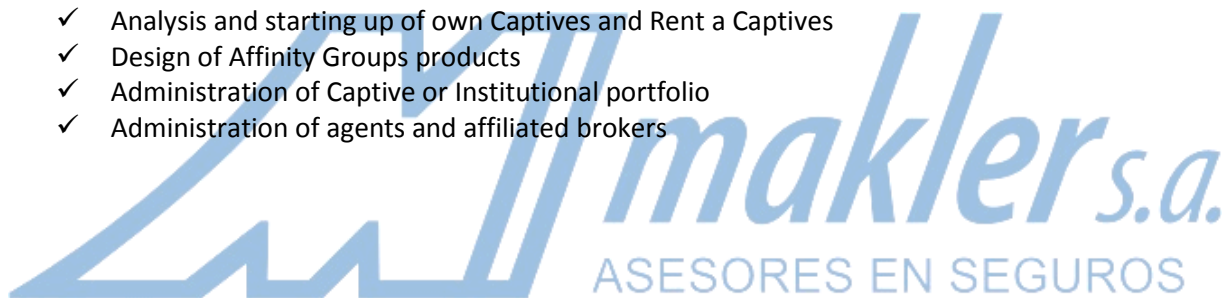 ✓ Analysis and starting up of own Captives and Rent a Captives
✓ Design of Affinity Groups products
✓ Administration of Captive or Institutional portfolio
✓ Administration of agents and affiliated brokers
makler s.a.
ASESORES EN SEGUROS